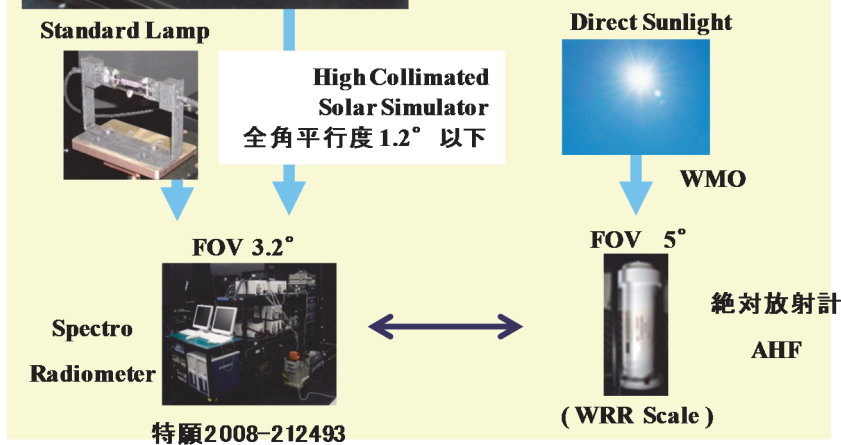 Standard Lamp
High Collimated
Solar Simulator
全角平行度1.2° 以下
Direct Sunlight
WMO
FOV 3.2°
FOV 5°
Spectro
Radiometer
絶対放射計
AHF
(WRR Scale)
特願2008-212493